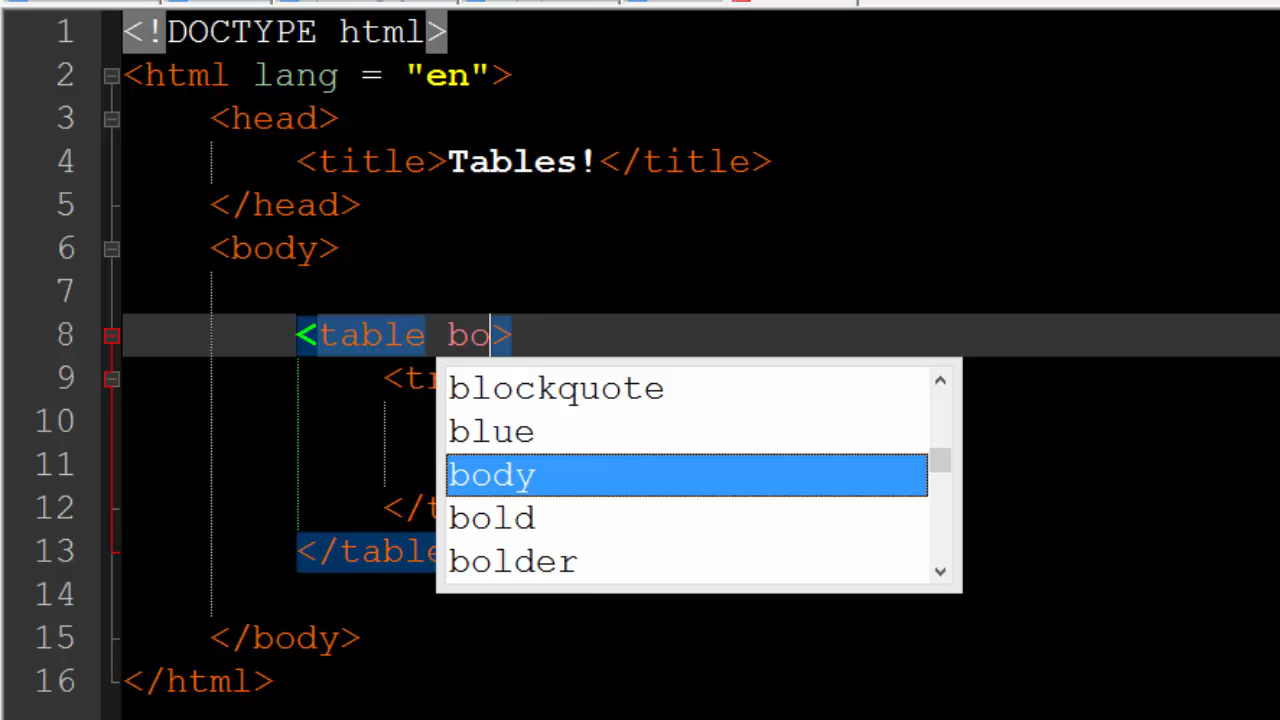 1 <!DOCTYPE html>
2 <html lang = "en">
3 <head>
4 <title>Tables!</title>
5 </head>
6 <body>
7
8 <table bo>
9 <tr
blockquote
10
blue
11
body
12 </t
bold
13 </table
bolder
14
15 </body>
16 </html>